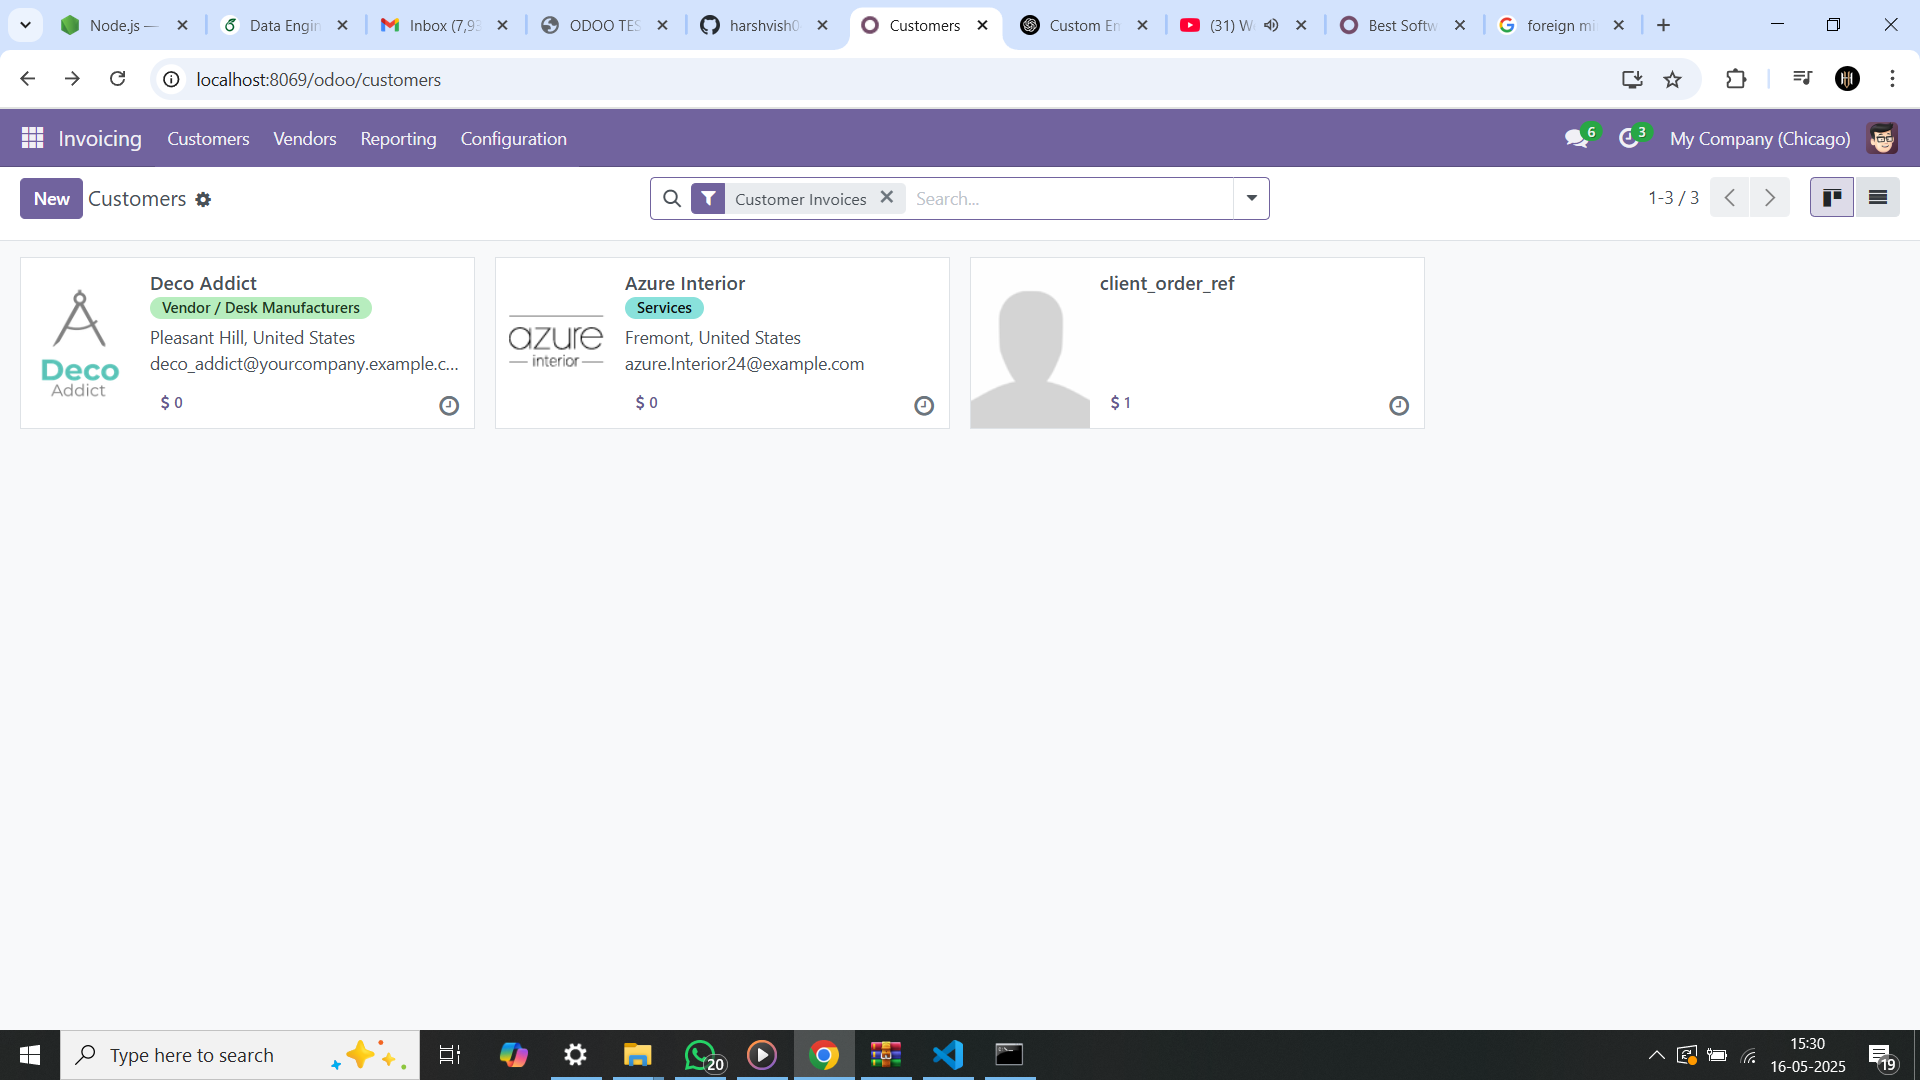 Node.js —
Data Engin
Inbox (7,93
ODOO TES
harshvish0
Customers
Custom En
(31) We
Best Softw
foreign mi
localhost:8069/odoo/customers
Invoicing
Customers
Vendors
Reporting
Configuration
6
3
My Company (Chicago)
New
Customers
Customer Invoices
Search...
1-3 / 3
Deco Addict
Vendor / Desk Manufacturers
Pleasant Hill, United States
deco_addict@yourcompany.example.c...
$ 0
Deco
Addict
Azure Interior
Services
Fremont, United States
azure.Interior24@example.com
$ 0
azure
interior
client_order_ref
$ 1
Type here to search
20
15:30
16-05-2025
19